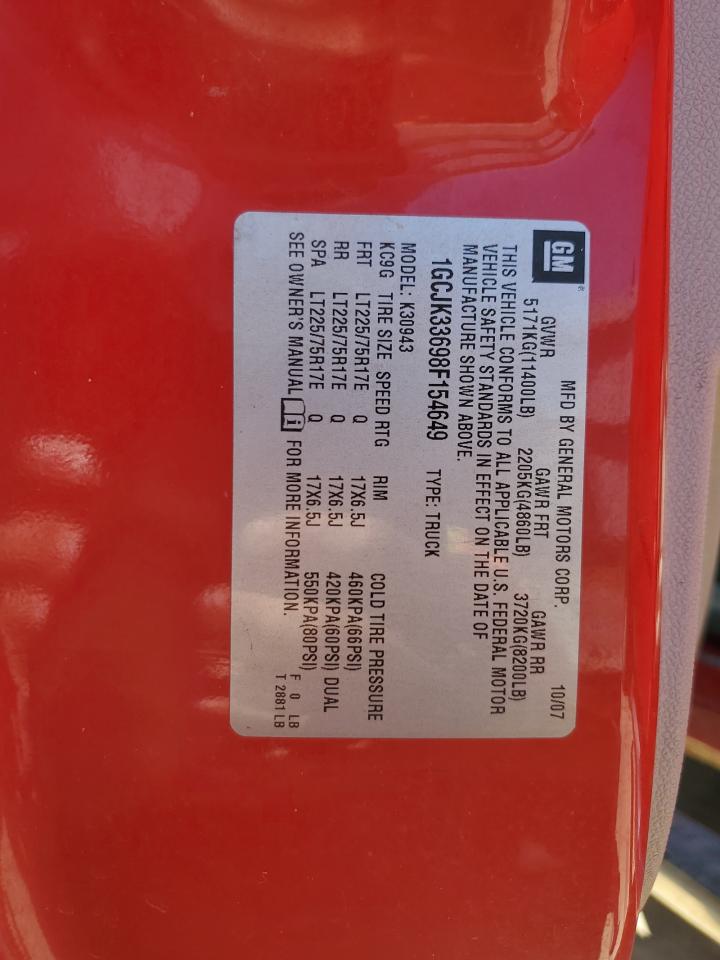 GM ®
MFD BY GENERAL MOTORS CORP. 10/07
GVWR GAWR FRT GAWR RR
5171KG(11400LB) 2205KG(4860LB) 3720KG(8200LB)
THIS VEHICLE CONFORMS TO ALL APPLICABLE U.S. FEDERAL MOTOR
VEHICLE SAFETY STANDARDS IN EFFECT ON THE DATE OF
MANUFACTURE SHOWN ABOVE.
1GCJK33698F154649 TYPE: TRUCK
MODEL: K30943
KC9G TIRE SIZE SPEED RTG RIM COLD TIRE PRESSURE
FRT LT225/75R17E Q 17X6.5J 460KPA(66PSI)
RR LT225/75R17E Q 17X6.5J 420KPA(60PSI) DUAL
SPA LT225/75R17E Q 17X6.5J 550KPA(80PSI)
SEE OWNER'S MANUAL i FOR MORE INFORMATION.
F 0 LB
T 2881 LB